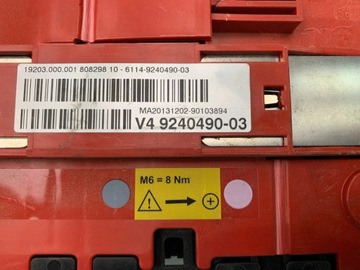 19203.000.001 808298 10 - 6114-9240490-03
MA20131202-90103894
V4 9240490-03
M6 = 8 Nm